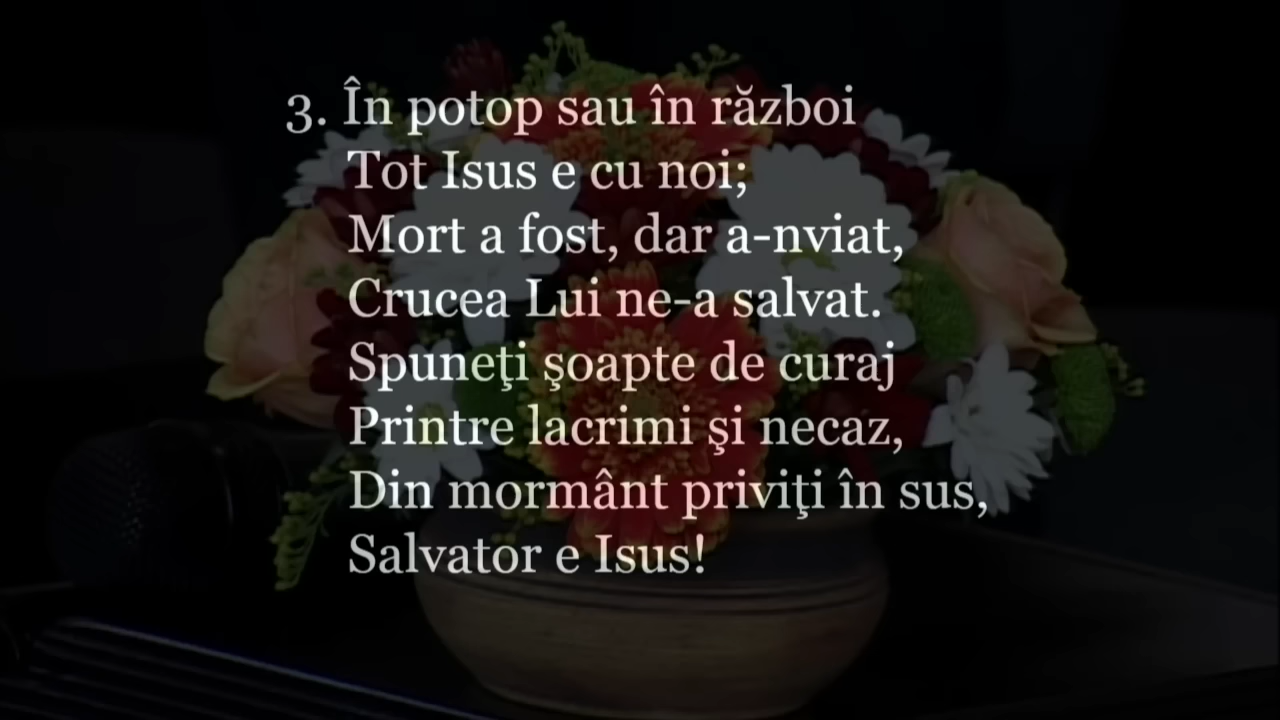 3. În potop sau în război
Tot Isus e cu noi;
Mort a fost, dar a-nviat,
Crucea Lui ne-a salvat.
Spuneţi şoapte de curaj
Printre lacrimi şi necaz,
Din mormânt priviţi în sus,
Salvator e Isus!